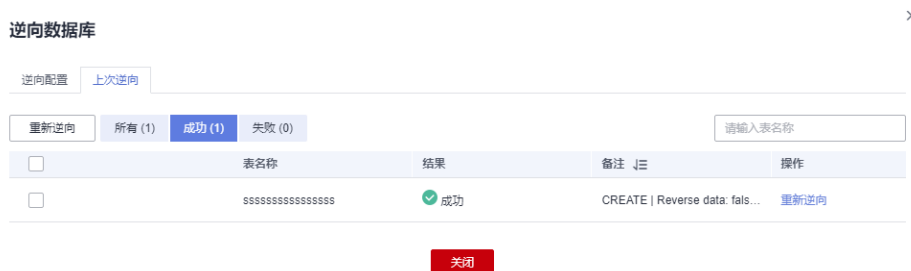 逆向数据库
逆向配置 上次逆向
重新逆向 所有 (1) 成功 (1) 失败 (0) 请输入表名称
表名称 结果 备注 操作
ssssssssssssssss 成功 CREATE | Reverse data: fals... 重新逆向
关闭